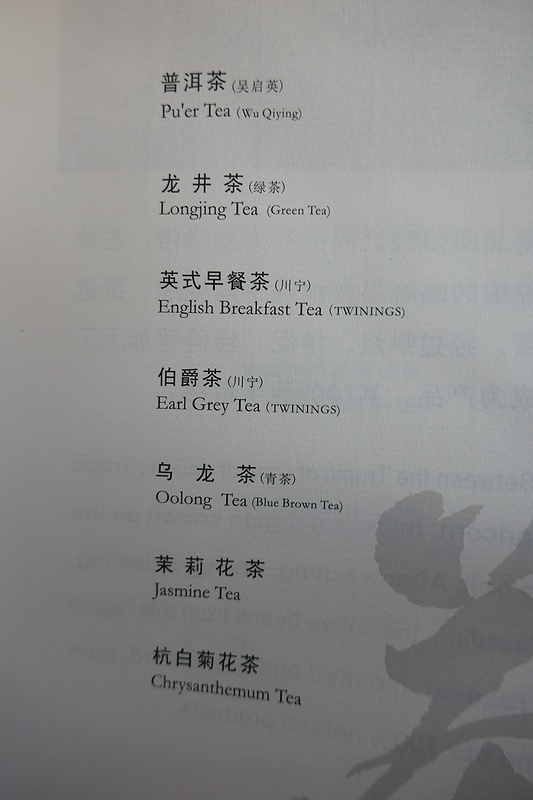 普洱茶 (吴启英)
Pu'er Tea (Wu Qiying)
龙井茶 (绿茶)
Longjing Tea (Green Tea)
英式早餐茶 (川宁)
English Breakfast Tea (TWININGS)
伯爵茶 (川宁)
Earl Grey Tea (TWININGS)
乌龙茶 (青茶)
Oolong Tea (Blue Brown Tea)
茉莉花茶
Jasmine Tea
杭白菊花茶
Chrysanthemum Tea